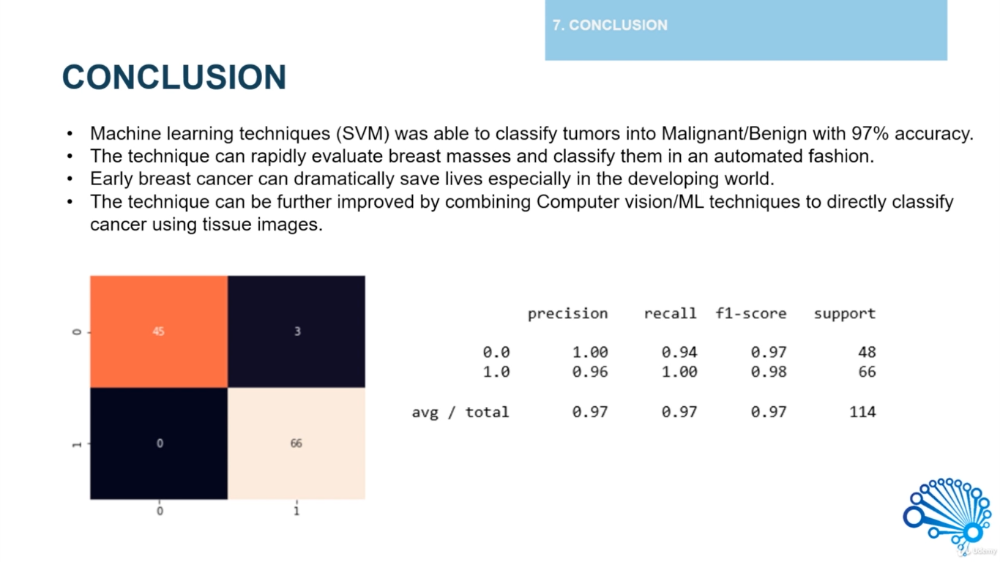 7. CONCLUSION
CONCLUSION
• Machine learning techniques (SVM) was able to classify tumors into Malignant/Benign with 97% accuracy.
• The technique can rapidly evaluate breast masses and classify them in an automated fashion.
• Early breast cancer can dramatically save lives especially in the developing world.
• The technique can be further improved by combining Computer vision/ML techniques to directly classify
cancer using tissue images.
0 45 3
1 0 66
0 1
precision recall f1-score support
0.0 1.00 0.94 0.97 48
1.0 0.96 1.00 0.98 66
avg / total 0.97 0.97 0.97 114
Udemy